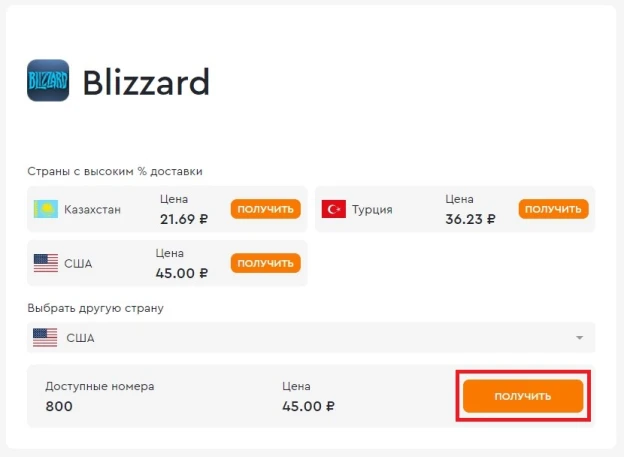 BLIZZARD
Blizzard
Страны с высоким % доставки
Казахстан Цена 21.69 ₽ ПОЛУЧИТЬ
Турция Цена 36.23 ₽ ПОЛУЧИТЬ
США Цена 45.00 ₽ ПОЛУЧИТЬ
Выбрать другую страну
США
Доступные номера Цена
800 45.00 ₽ ПОЛУЧИТЬ